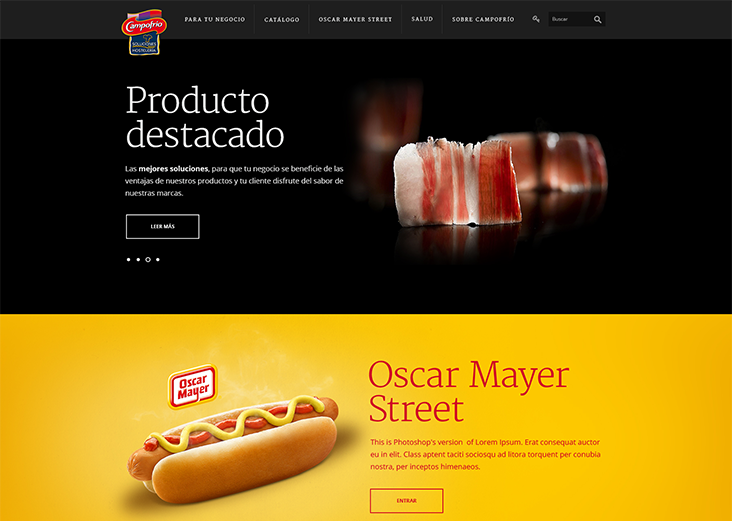 Campofrío
SOLUCIONES
HOSTELERÍA
PARA TU NEGOCIO
CATÁLOGO
OSCAR MAYER STREET
SALUD
SOBRE CAMPOFRÍO
Buscar
Producto
destacado
Las mejores soluciones, para que tu negocio se beneficie de las
ventajas de nuestros productos y tu cliente disfrute del sabor de
nuestras marcas.
LEER MÁS
Oscar
Mayer
Oscar Mayer
Street
This is Photoshop's version of Lorem Ipsum. Erat consequat auctor
eu in elit. Class aptent taciti sociosqu ad litora torquent per conubia
nostra, per inceptos himenaeos.
ENTRAR